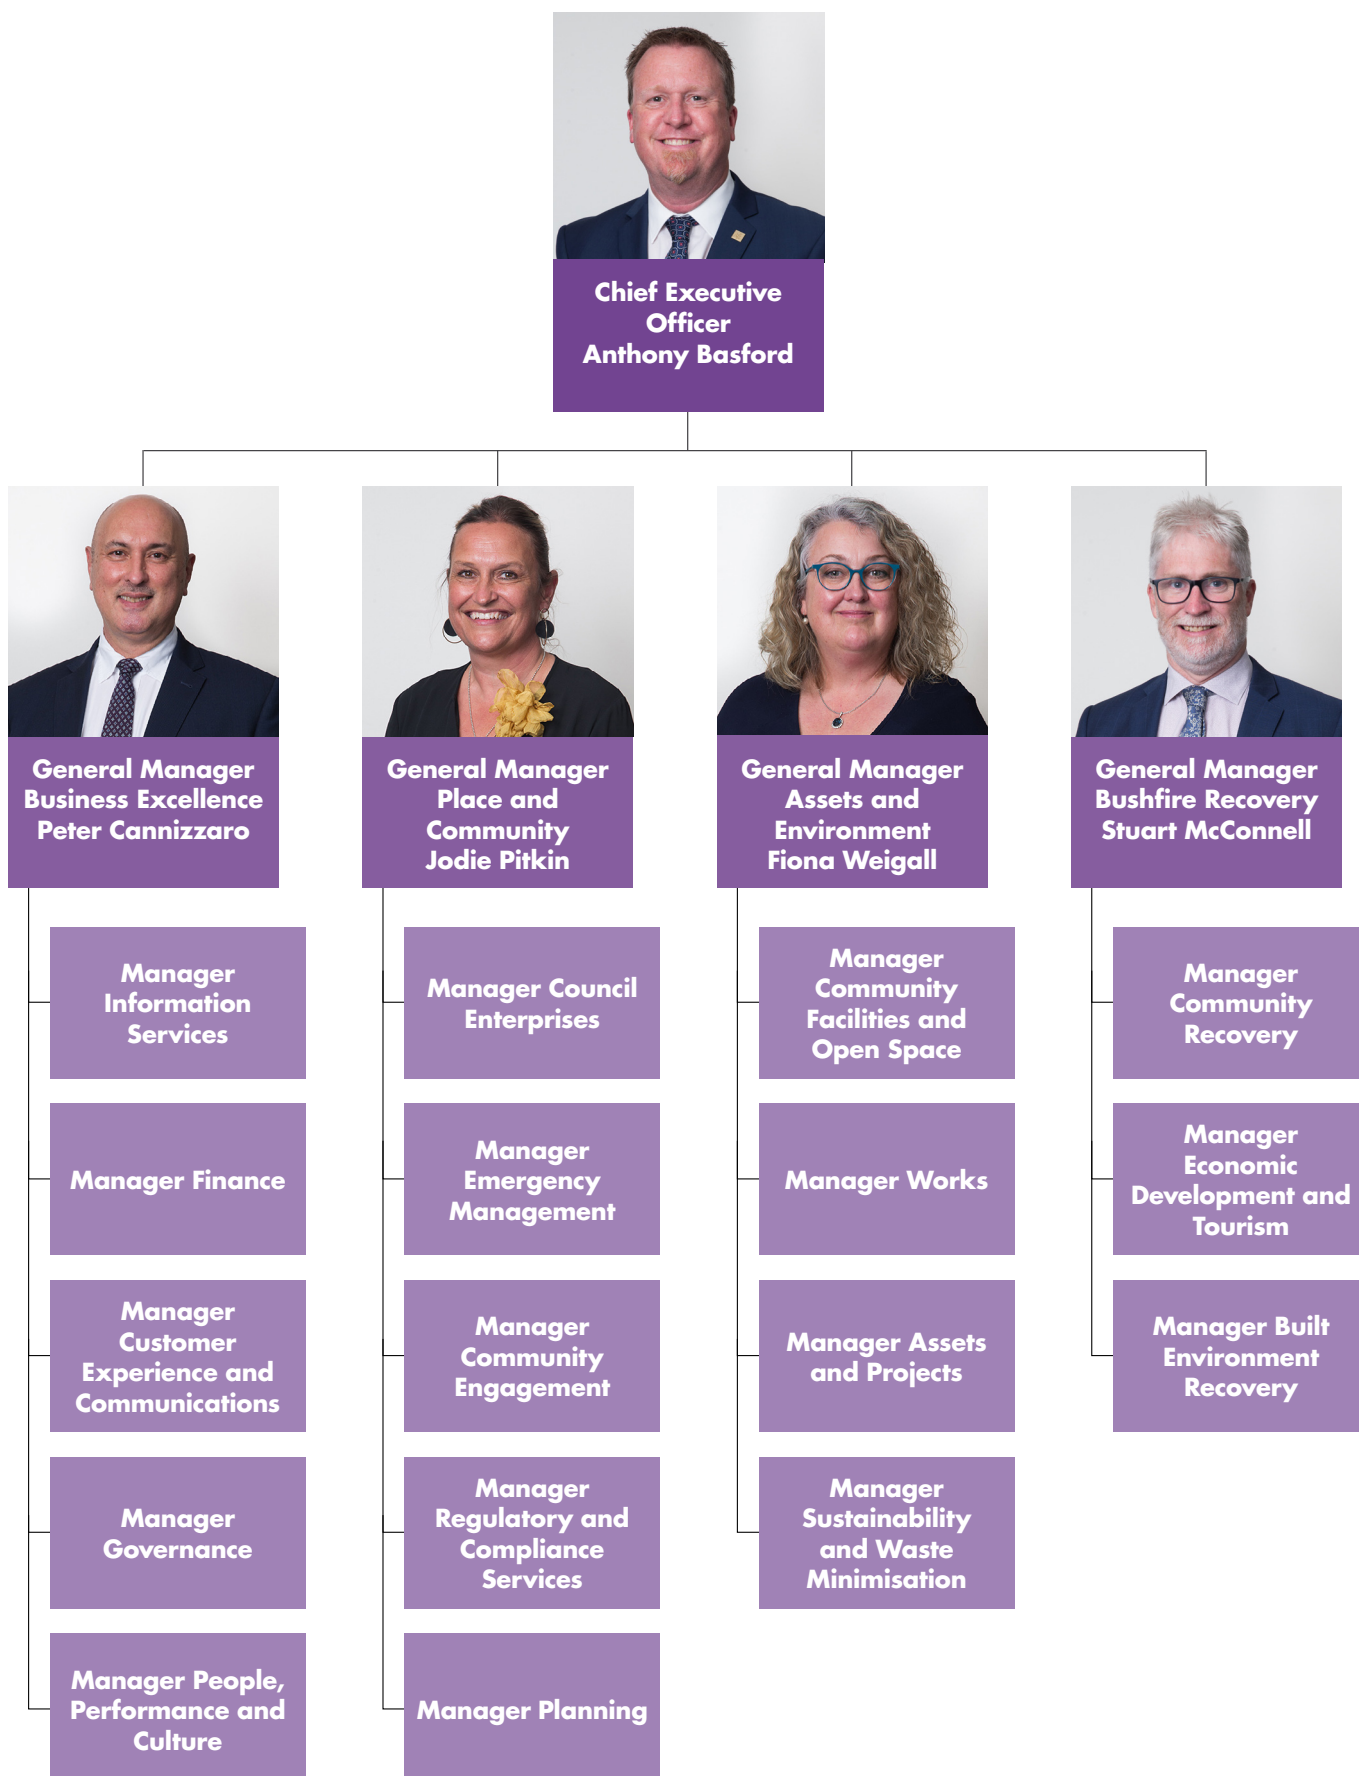 Chief Executive
Officer
Anthony Basford
General Manager
Business Excellence
Peter Cannizzaro
General Manager
Place and
Community
Jodie Pitkin
General Manager
Assets and
Environment
Fiona Weigall
General Manager
Bushfire Recovery
Stuart McConnell
Manager
Information
Services
Manager Finance
Manager
Customer
Experience and
Communications
Manager
Governance
Manager People,
Performance and
Culture
Manager Council
Enterprises
Manager
Emergency
Management
Manager
Community
Engagement
Manager
Regulatory and
Compliance
Services
Manager Planning
Manager
Community
Facilities and
Open Space
Manager Works
Manager Assets
and Projects
Manager
Sustainability
and Waste
Minimisation
Manager
Community
Recovery
Manager
Economic
Development and
Tourism
Manager Built
Environment
Recovery